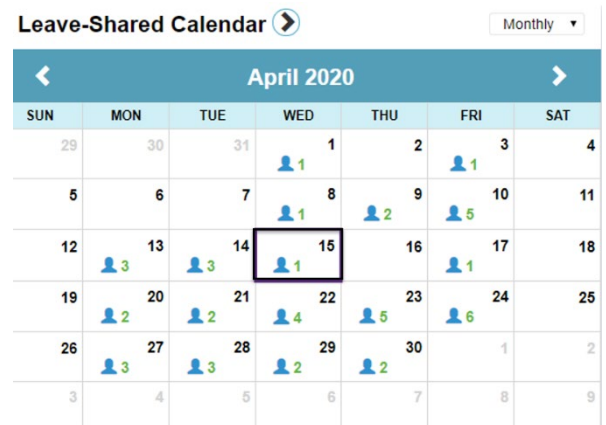 Leave-Shared Calendar
Monthly
April 2020
SUN MON TUE WED THU FRI SAT
29 30 31 1 2 3 4
1 1
5 6 7 8 9 10 11
1 2 5
12 13 14 15 16 17 18
3 3 1 1
19 20 21 22 23 24 25
2 2 4 5 6
26 27 28 29 30 1 2
3 3 2 2
3 4 5 6 7 8 9